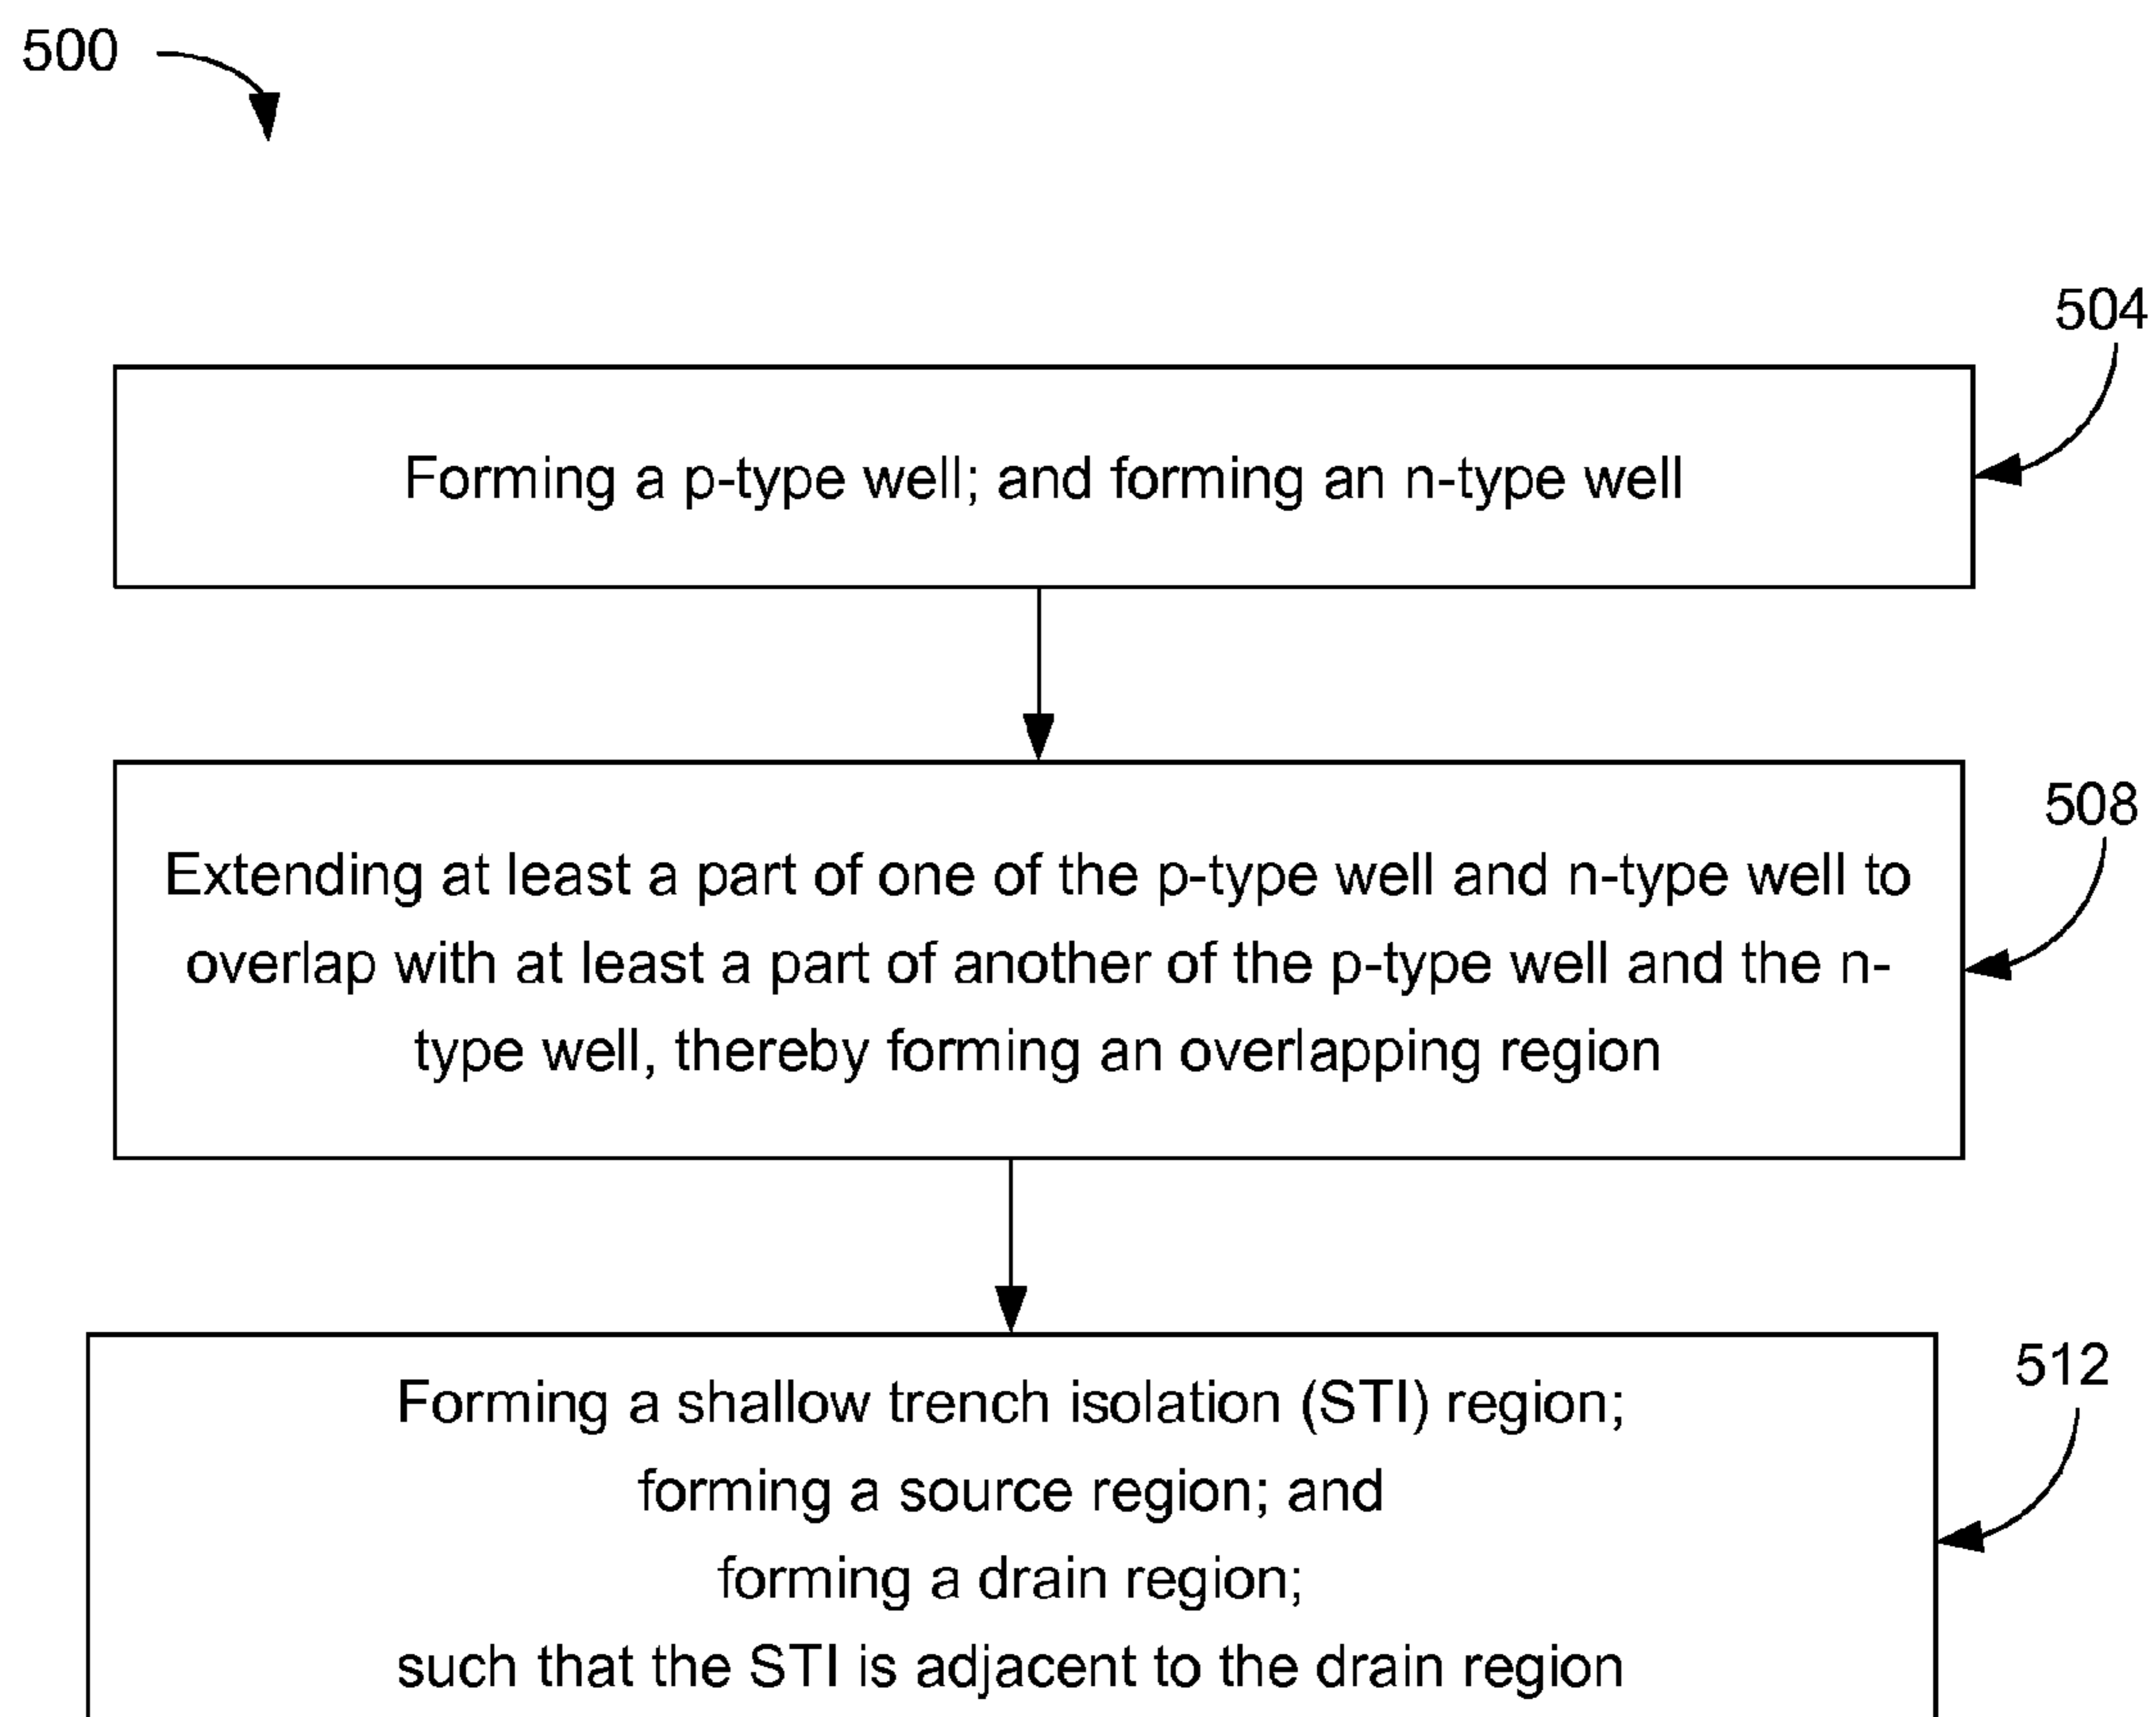 500
504
Forming a p-type well; and forming an n-type well
508
Extending at least a part of one of the p-type well and n-type well to
overlap with at least a part of another of the p-type well and the n-
type well, thereby forming an overlapping region
512
Forming a shallow trench isolation (STI) region;
forming a source region; and
forming a drain region;
such that the STI is adjacent to the drain region